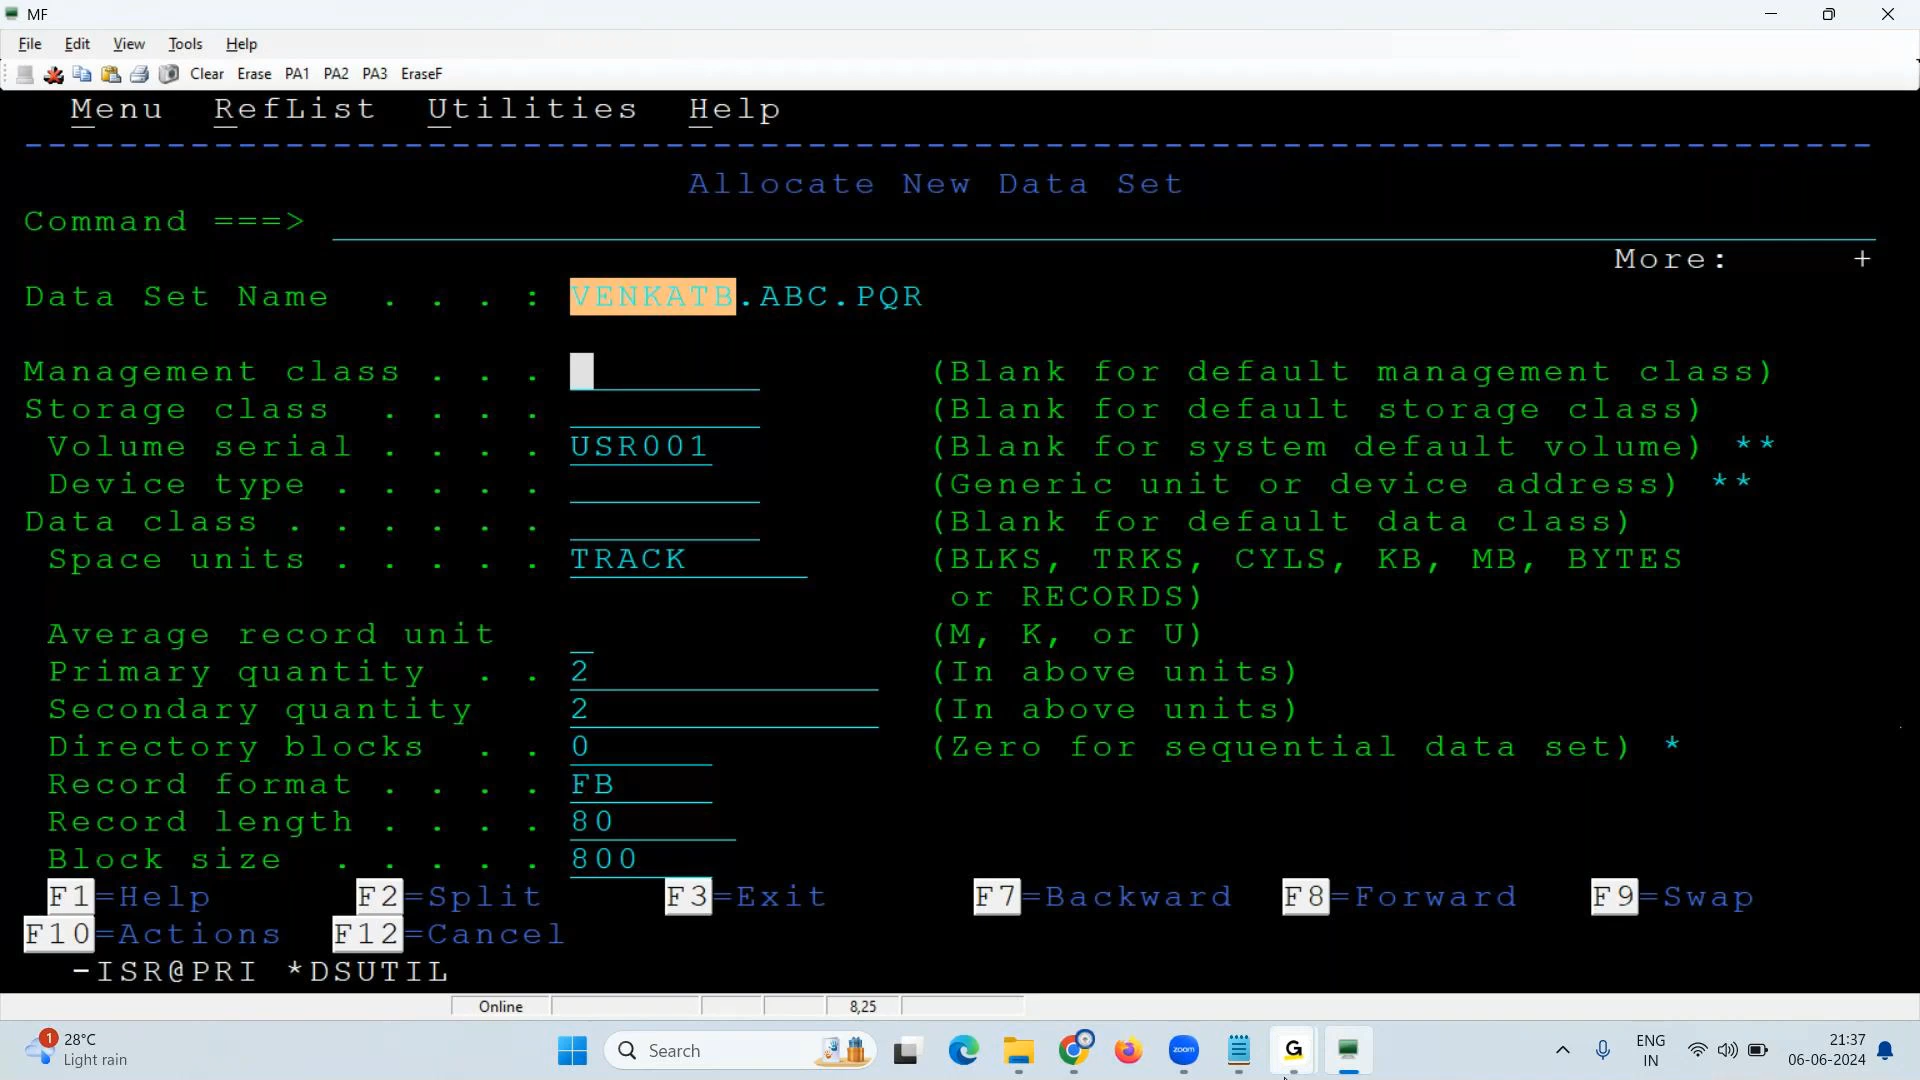 MF
File Edit View Tools Help
Clear Erase PA1 PA2 PA3 EraseF
Menu RefList Utilities Help
Allocate New Data Set
Command ===>
More: +
Data Set Name . . . : VENKATB.ABC.PQR
Management class . . . (Blank for default management class)
Storage class . . . . (Blank for default storage class)
Volume serial . . . . USR001 (Blank for system default volume) **
Device type . . . . . (Generic unit or device address) **
Data class . . . . . . (Blank for default data class)
Space units . . . . . TRACK (BLKS, TRKS, CYLS, KB, MB, BYTES
or RECORDS)
Average record unit (M, K, or U)
Primary quantity . . 2 (In above units)
Secondary quantity 2 (In above units)
Directory blocks . . 0 (Zero for sequential data set) *
Record format . . . . FB
Record length . . . . 80
Block size . . . . . 800
F1=Help F2=Split F3=Exit F7=Backward F8=Forward F9=Swap
F10=Actions F12=Cancel
-ISR@PRI *DSUTIL
Online 8,25
1 28°C
Light rain
Search
zoom
G
ENG
IN
21:37
06-06-2024